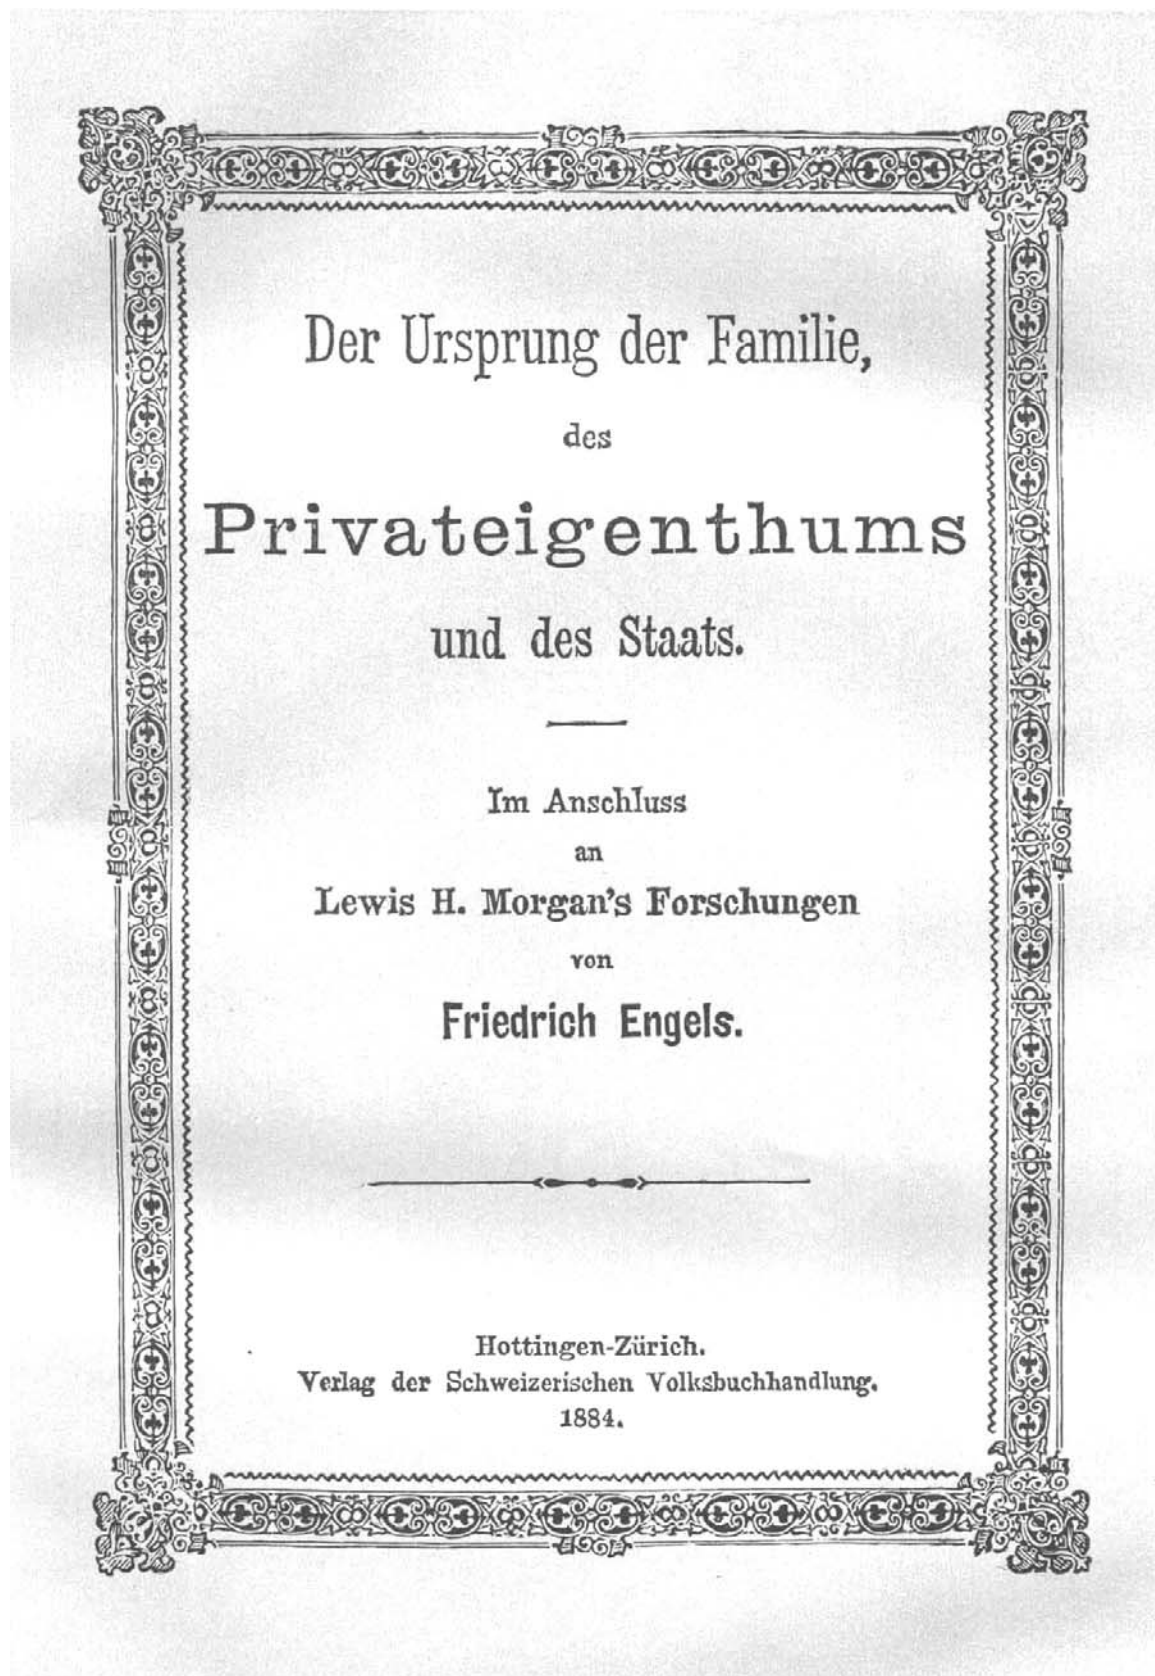 Der Ursprung der Familie,
des
Privateigenthums
und des Staats.
Im Anschluss
an
Lewis H. Morgan's Forschungen
von
Friedrich Engels.
Hottingen-Zürich.
Verlag der Schweizerischen Volksbuchhandlung.
1884.